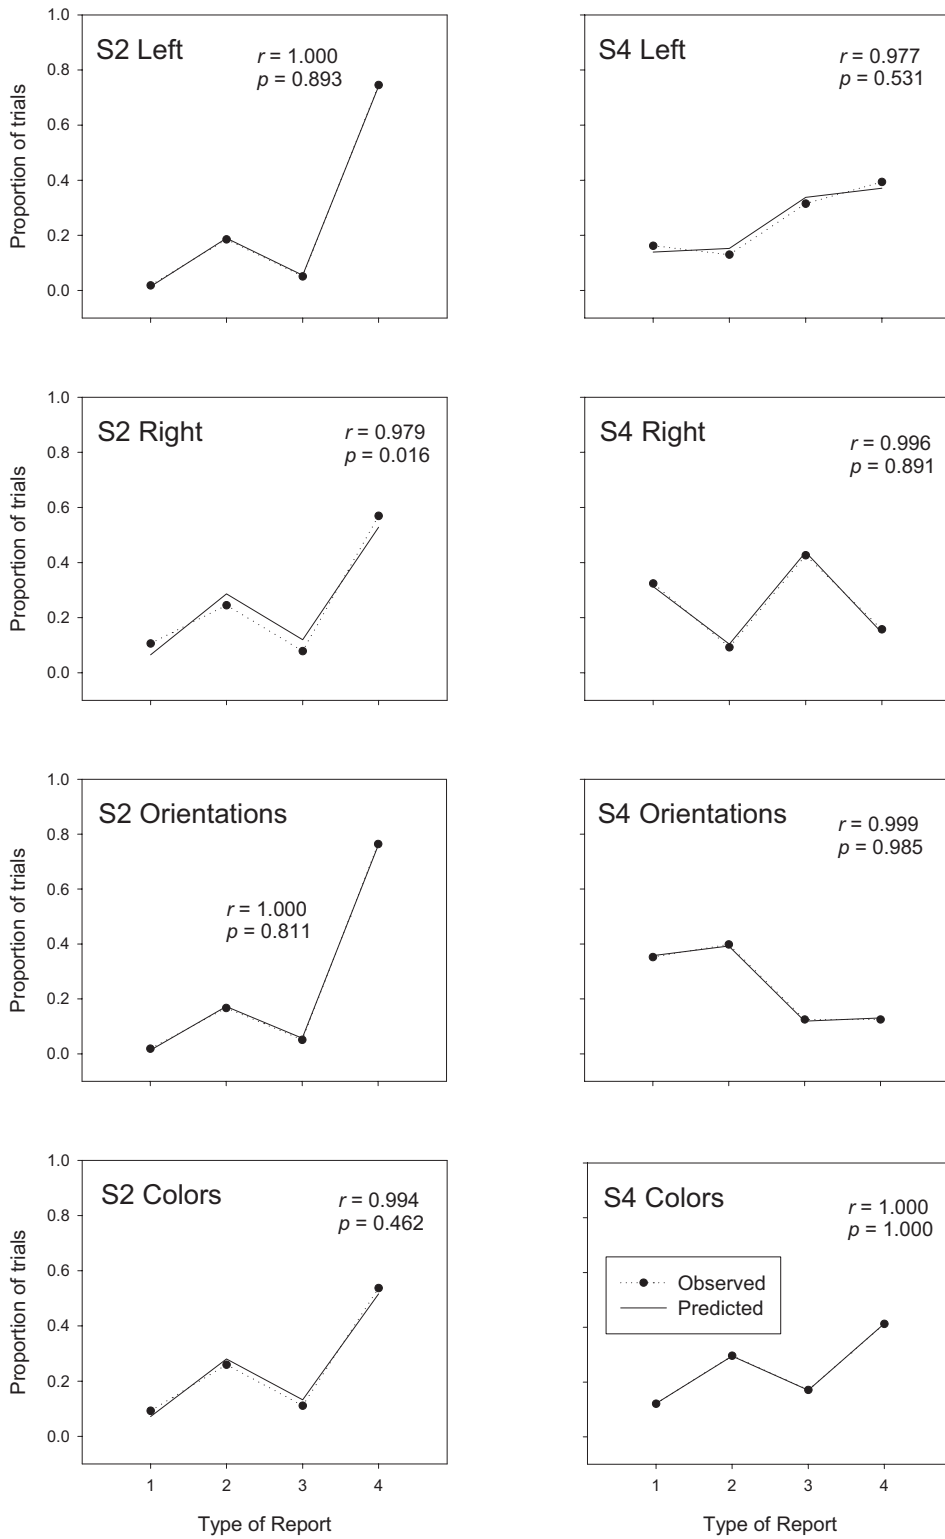 1.0
0.8
0.6
0.4
0.2
0.0
Proportion of trials
S2 Left
r = 1.000
p = 0.893
S4 Left
r = 0.977
p = 0.531
1.0
0.8
0.6
0.4
0.2
0.0
Proportion of trials
S2 Right
r = 0.979
p = 0.016
S4 Right
r = 0.996
p = 0.891
1.0
0.8
0.6
0.4
0.2
0.0
Proportion of trials
S2 Orientations
r = 1.000
p = 0.811
S4 Orientations
r = 0.999
p = 0.985
1.0
0.8
0.6
0.4
0.2
0.0
Proportion of trials
S2 Colors
r = 0.994
p = 0.462
1 2 3 4
Type of Report
S4 Colors
r = 1.000
p = 1.000
Observed
Predicted
1 2 3 4
Type of Report